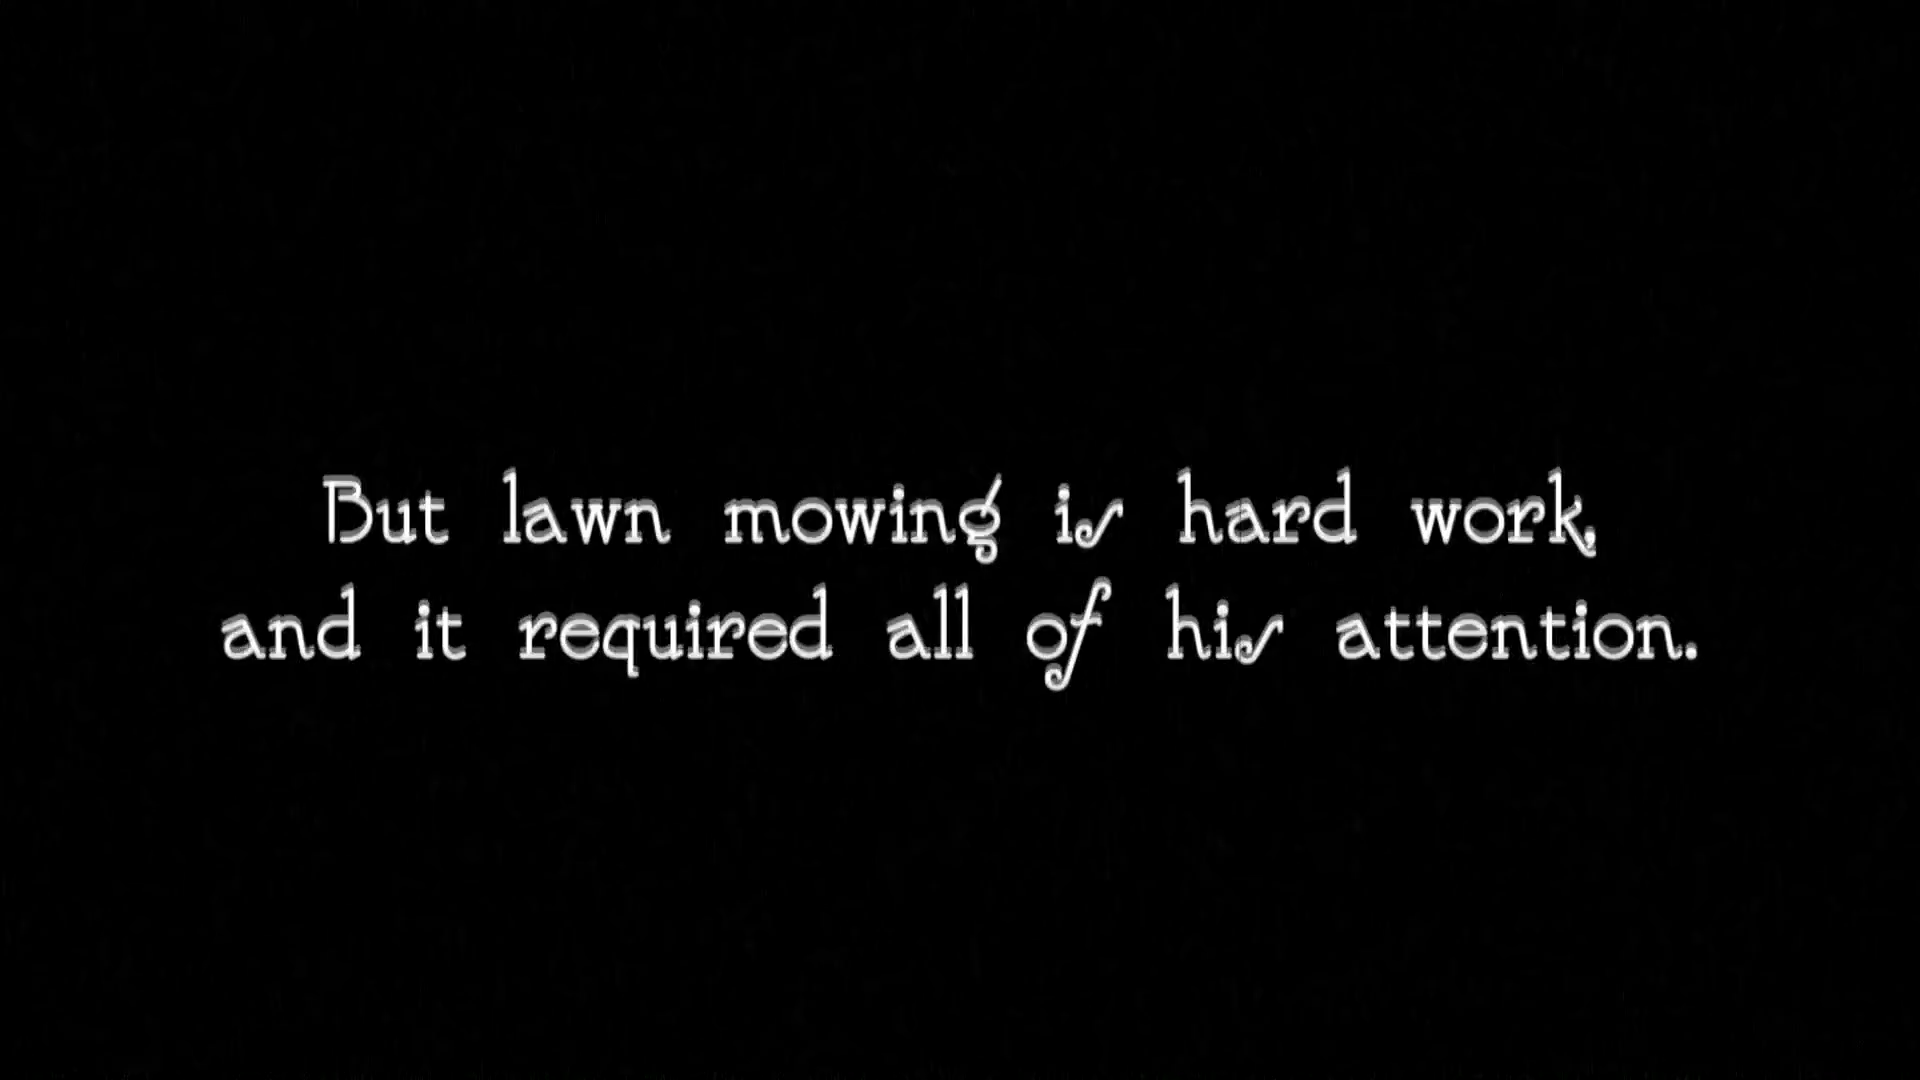 But lawn mowing is hard work,
and it required all of his attention.